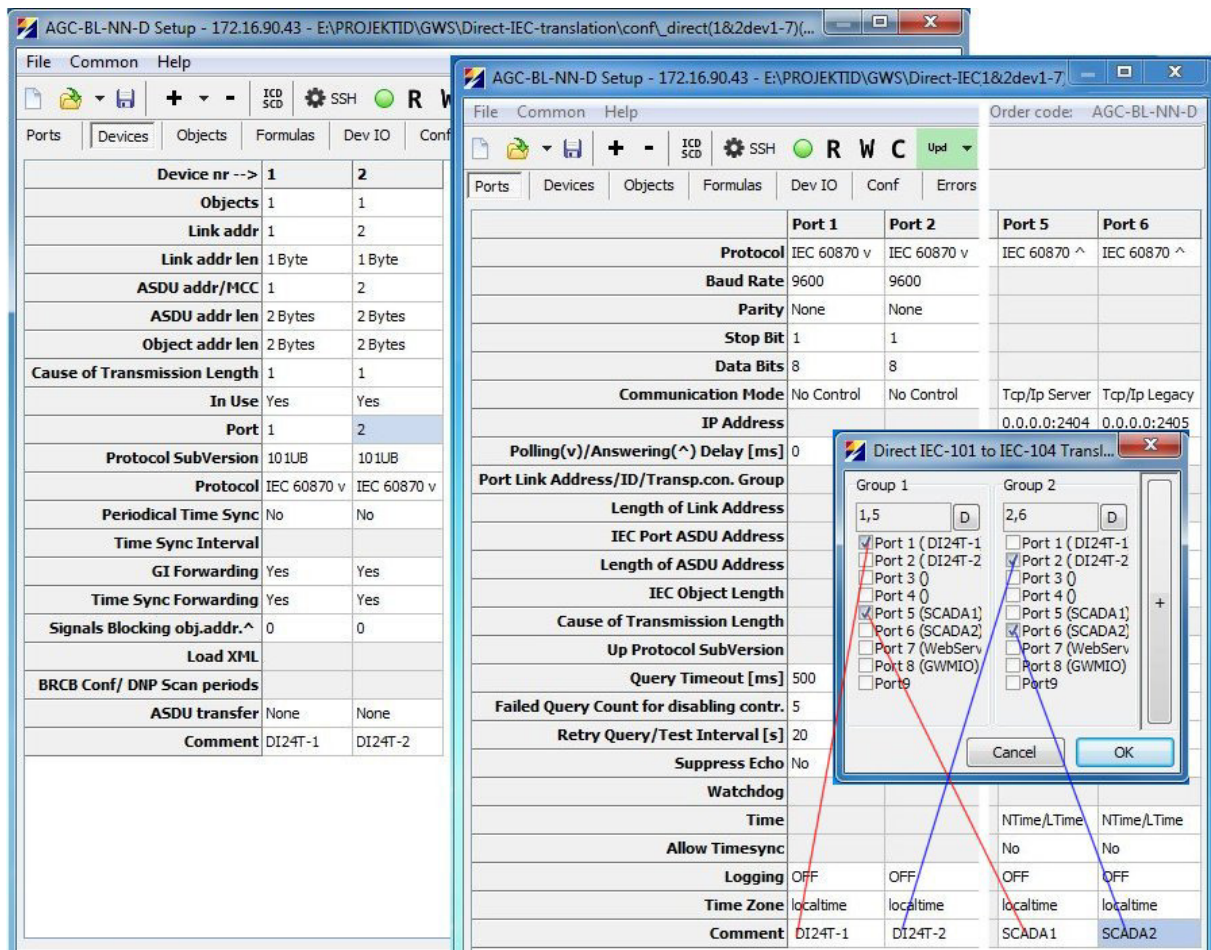 AGC-BL-NN-D Setup - 172.16.90.43 - E:\PROJEKTID\GWS\Direct-IEC-translation\conf\_direct(1&2dev1-7)(...
File Common Help
ICD SCD SSH R
Ports Devices Objects Formulas Dev IO Conf
Device nr --> 1 2
Objects 1 1
Link addr 1 2
Link addr len 1 Byte 1 Byte
ASDU addr/MCC 1 2
ASDU addr len 2 Bytes 2 Bytes
Object addr len 2 Bytes 2 Bytes
Cause of Transmission Length 1 1
In Use Yes Yes
Port 1 2
Protocol SubVersion 101UB 101UB
Protocol IEC 60870 v IEC 60870 v
Periodical Time Sync No No
Time Sync Interval
GI Forwarding Yes Yes
Time Sync Forwarding Yes Yes
Signals Blocking obj.addr.^ 0 0
Load XML
BRCB Conf/ DNP Scan periods
ASDU transfer None None
Comment DI24T-1 DI24T-2
AGC-BL-NN-D Setup - 172.16.90.43 - E:\PROJEKTID\GWS\Direct-IEC1&2dev1-7)
File Common Help Order code: AGC-BL-NN-D
ICD SCD SSH R W C Upd
Ports Devices Objects Formulas Dev IO Conf Errors
Port 1 Port 2 Port 5 Port 6
Protocol IEC 60870 v IEC 60870 v IEC 60870 ^ IEC 60870 ^
Baud Rate 9600 9600
Parity None None
Stop Bit 1 1
Data Bits 8 8
Communication Mode No Control No Control Tcp/Ip Server Tcp/Ip Legacy
IP Address 0.0.0.0:2404 0.0.0.0:2405
Polling(v)/Answering(^) Delay [ms] 0
Port Link Address/ID/Transp.con. Group
Length of Link Address
IEC Port ASDU Address
Length of ASDU Address
IEC Object Length
Cause of Transmission Length
Up Protocol SubVersion
Query Timeout [ms] 500
Failed Query Count for disabling contr. 5
Retry Query/Test Interval [s] 20
Suppress Echo No
Watchdog
Time NTime/LTime NTime/LTime
Allow Timesync No No
Logging OFF OFF OFF OFF
Time Zone localtime localtime localtime localtime
Comment DI24T-1 DI24T-2 SCADA1 SCADA2
Direct IEC-101 to IEC-104 Transl...
Group 1 Group 2
1,5 D 2,6 D
Port 1 ( DI24T-1 Port 1 ( DI24T-1
Port 2 ( DI24T-2 Port 2 ( DI24T-2
Port 3 () Port 3 ()
Port 4 () Port 4 ()
Port 5 (SCADA1) Port 5 (SCADA1)
Port 6 (SCADA2) Port 6 (SCADA2)
Port 7 (WebServ Port 7 (WebServ
Port 8 (GWMIO) Port 8 (GWMIO)
Port9 Port9
+
Cancel OK